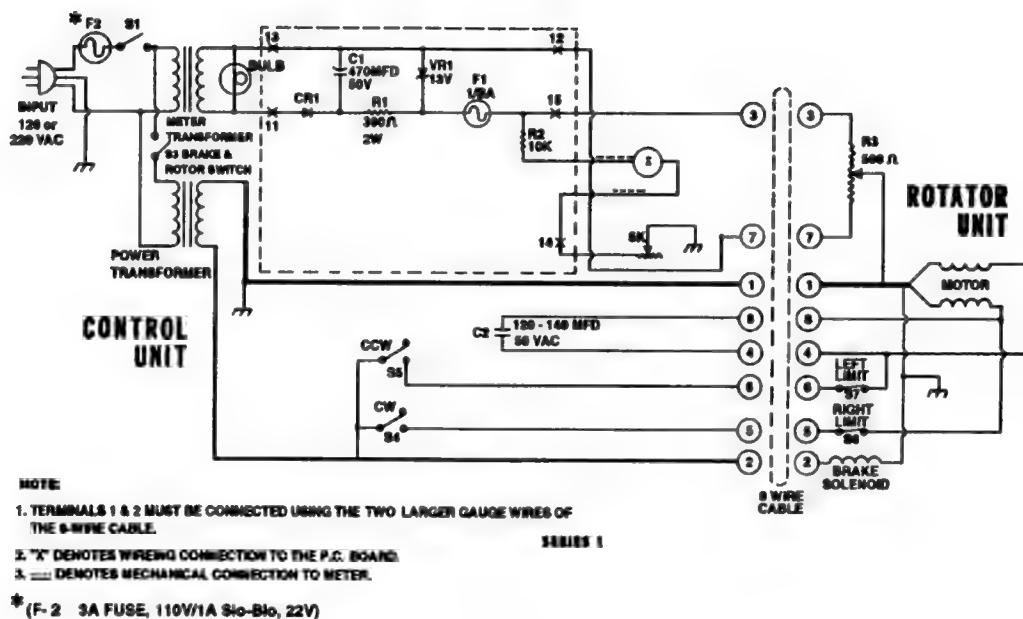 * F2
S1
INPUT
120 or
220 VAC
METER
TRANSFORMER
S3 BRAKE &
ROTOR SWITCH
POWER
TRANSFORMER
CONTROL
UNIT
BULB
13
11
CR1
C1
470MFD
50V
R1
2W
VR1
13V
F1
12
15
R2
10K
14
5K
3
7
1
8
4
6
5
2
C2
120 - 140 MFD
50 VAC
CCW
S5
CW
S4
8 WIRE
CABLE
3
7
1
8
4
6
5
2
R3
500 Ω
ROTATOR
UNIT
MOTOR
LEFT
LIMIT
S7
RIGHT
LIMIT
BRAKE
SOLENOID
NOTE:
1. TERMINALS 1 & 2 MUST BE CONNECTED USING THE TWO LARGER GAUGE WIRES OF
THE 8-WIRE CABLE.
2. "X" DENOTES WIREING CONNECTION TO THE P.C. BOARD.
3. ---- DENOTES MECHANICAL CONNECTION TO METER.
SERIES 1
* (F- 2 3A FUSE, 110V/1A Slo-Blo, 22V)